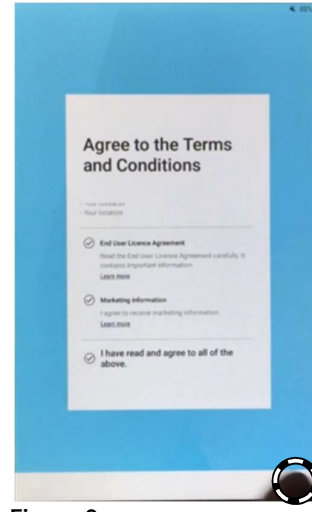 55%
Agree to the Terms
and Conditions
- Your location
End User Licence Agreement
Read the End User Licence Agreement carefully. It
contains important information.
Learn more
Marketing information
I agree to receive marketing information.
Learn more
I have read and agree to all of the
above.